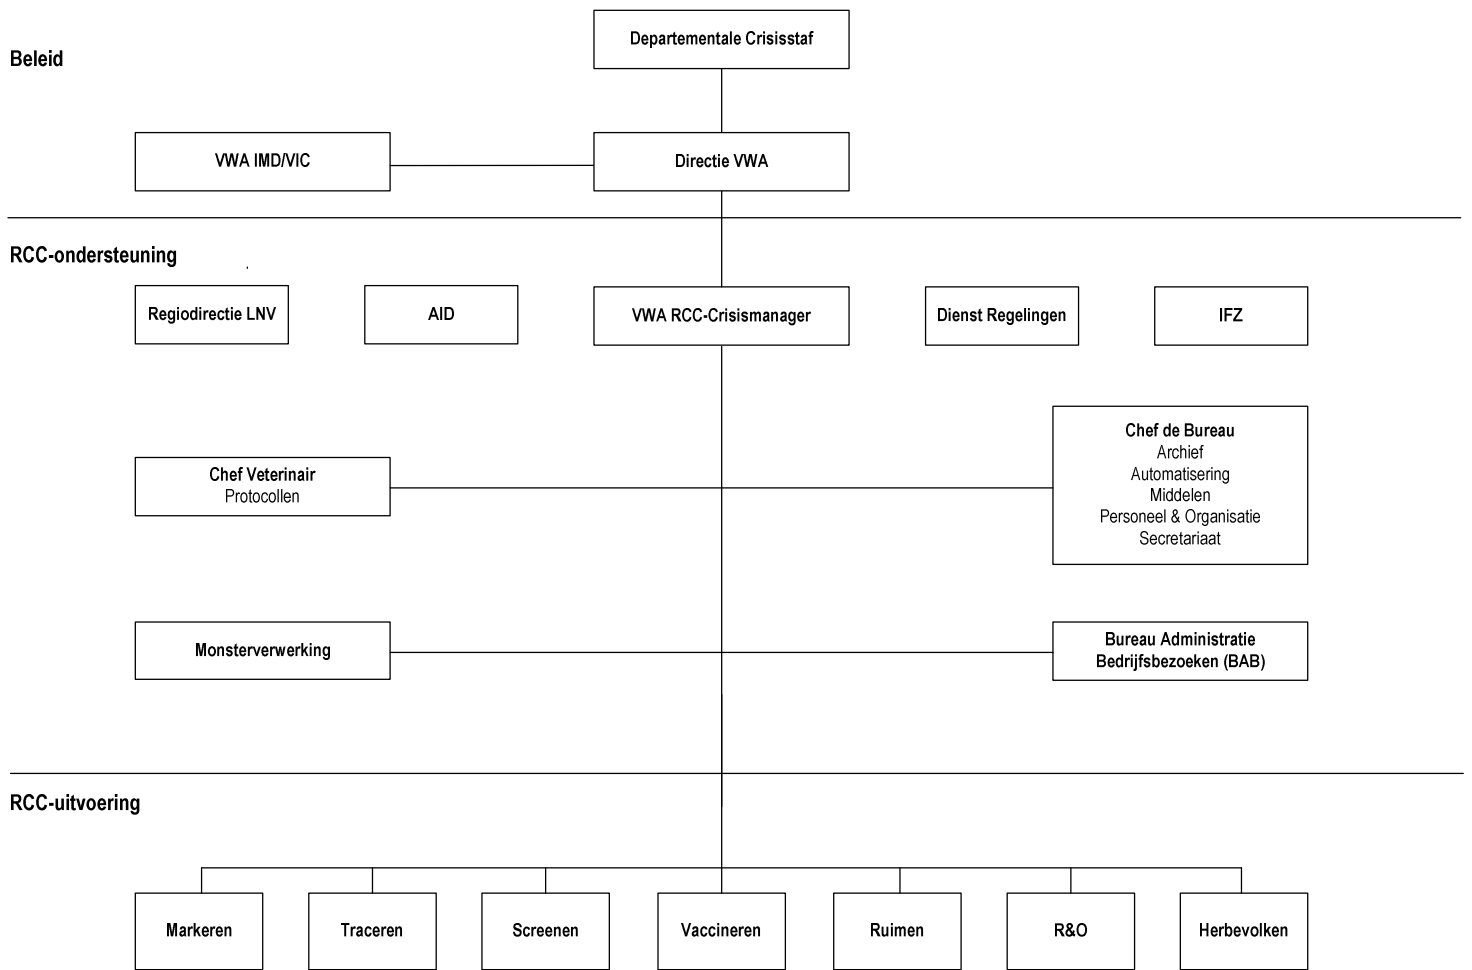 Departementale Crisisstaf
Beleid
VWA IMD/VIC
Directie VWA
RCC-ondersteuning
Regiodirectie LNV
AID
VWA RCC-Crisismanager
Dienst Regelingen
IFZ
Chef Veterinair
Protocollen
Chef de Bureau
Archief
Automatisering
Middelen
Personeel & Organisatie
Secretariaat
Monsterverwerking
Bureau Administratie
Bedrijfsbezoeken (BAB)
RCC-uitvoering
Markeren
Traceren
Screenen
Vaccineren
Ruimen
R&O
Herbevolken